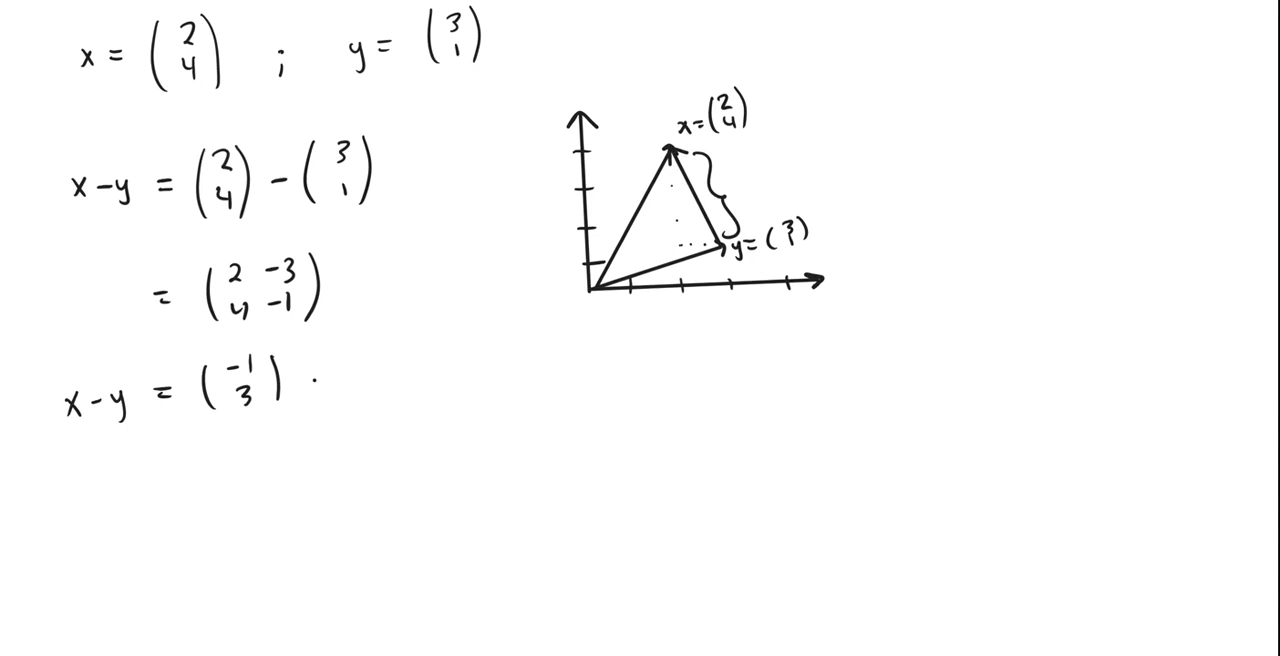 x = (2 4) ; y = (3 1)
x - y = (2 4) - (3 1)
= (2 -3 4 -1)
x - y = (-1 3) .
x = (2 4)
y = (3 1)